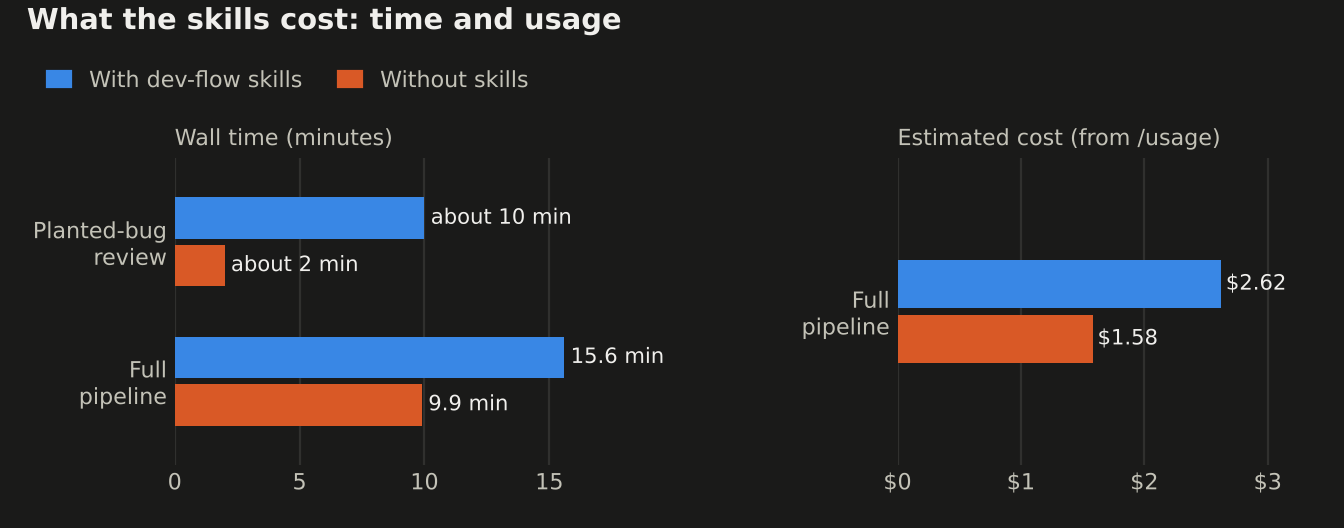 What the skills cost: time and usage
With dev-flow skills
Without skills
Wall time (minutes)
Planted-bug
review
about 10 min
about 2 min
Full
pipeline
15.6 min
9.9 min
0
5
10
15
Estimated cost (from /usage)
Full
pipeline
$2.62
$1.58
$0
$1
$2
$3